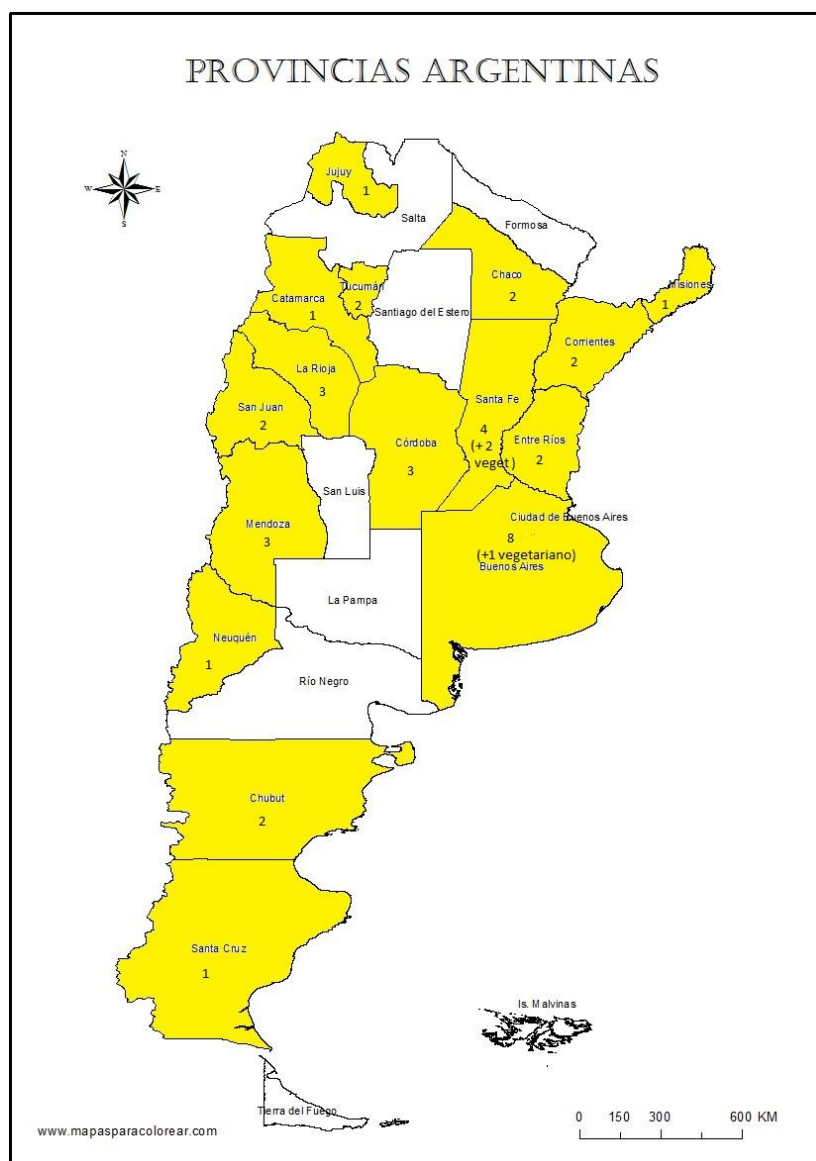 PROVINCIAS ARGENTINAS
N
W
E
S
Jujuy
1
Salta
Formosa
Chaco
2
Misiones
1
Catamarca
1
Tucumán
2
Santiago del Estero
Corrientes
2
La Rioja
3
San Juan
2
Santa Fe
4
(+ 2
veget )
Córdoba
3
Entre Ríos
2
San Luis
Mendoza
3
Ciudad de Buenos Aires
8
(+1 vegetariano)
Buenos Aires
La Pampa
Neuquén
1
Río Negro
Chubut
2
Santa Cruz
1
Is. Malvinas
Tierra del Fuego
www.mapasparacolorear.com
0 150 300 600 KM